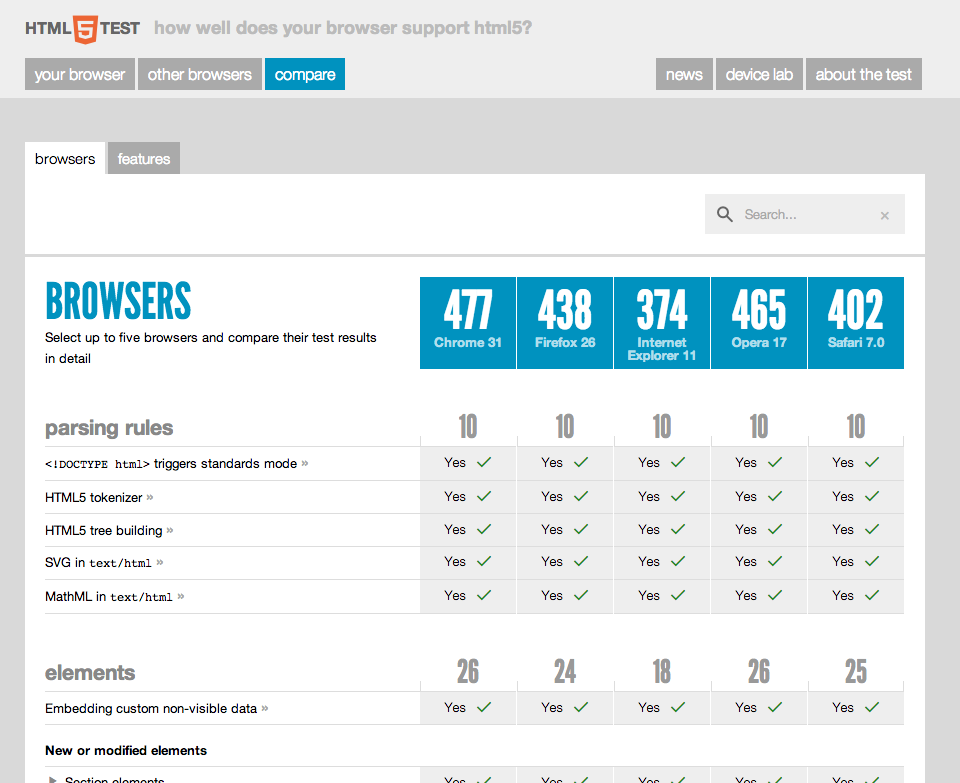 HTML5TEST how well does your browser support html5?
your browser other browsers compare news device lab about the test
browsers features
Search... ×
BROWSERS 477 438 374 465 402
Select up to five browsers and compare their test results
in detail
Chrome 31 Firefox 26 Internet Explorer 11 Opera 17 Safari 7.0
parsing rules 10 10 10 10 10
<!DOCTYPE html> triggers standards mode » Yes ✓ Yes ✓ Yes ✓ Yes ✓ Yes ✓
HTML5 tokenizer » Yes ✓ Yes ✓ Yes ✓ Yes ✓ Yes ✓
HTML5 tree building » Yes ✓ Yes ✓ Yes ✓ Yes ✓ Yes ✓
SVG in text/html » Yes ✓ Yes ✓ Yes ✓ Yes ✓ Yes ✓
MathML in text/html » Yes ✓ Yes ✓ Yes ✓ Yes ✓ Yes ✓
elements 26 24 18 26 25
Embedding custom non-visible data » Yes ✓ Yes ✓ Yes ✓ Yes ✓ Yes ✓
New or modified elements
Section elements Yes ✓ Yes ✓ Yes ✓ Yes ✓ Yes ✓